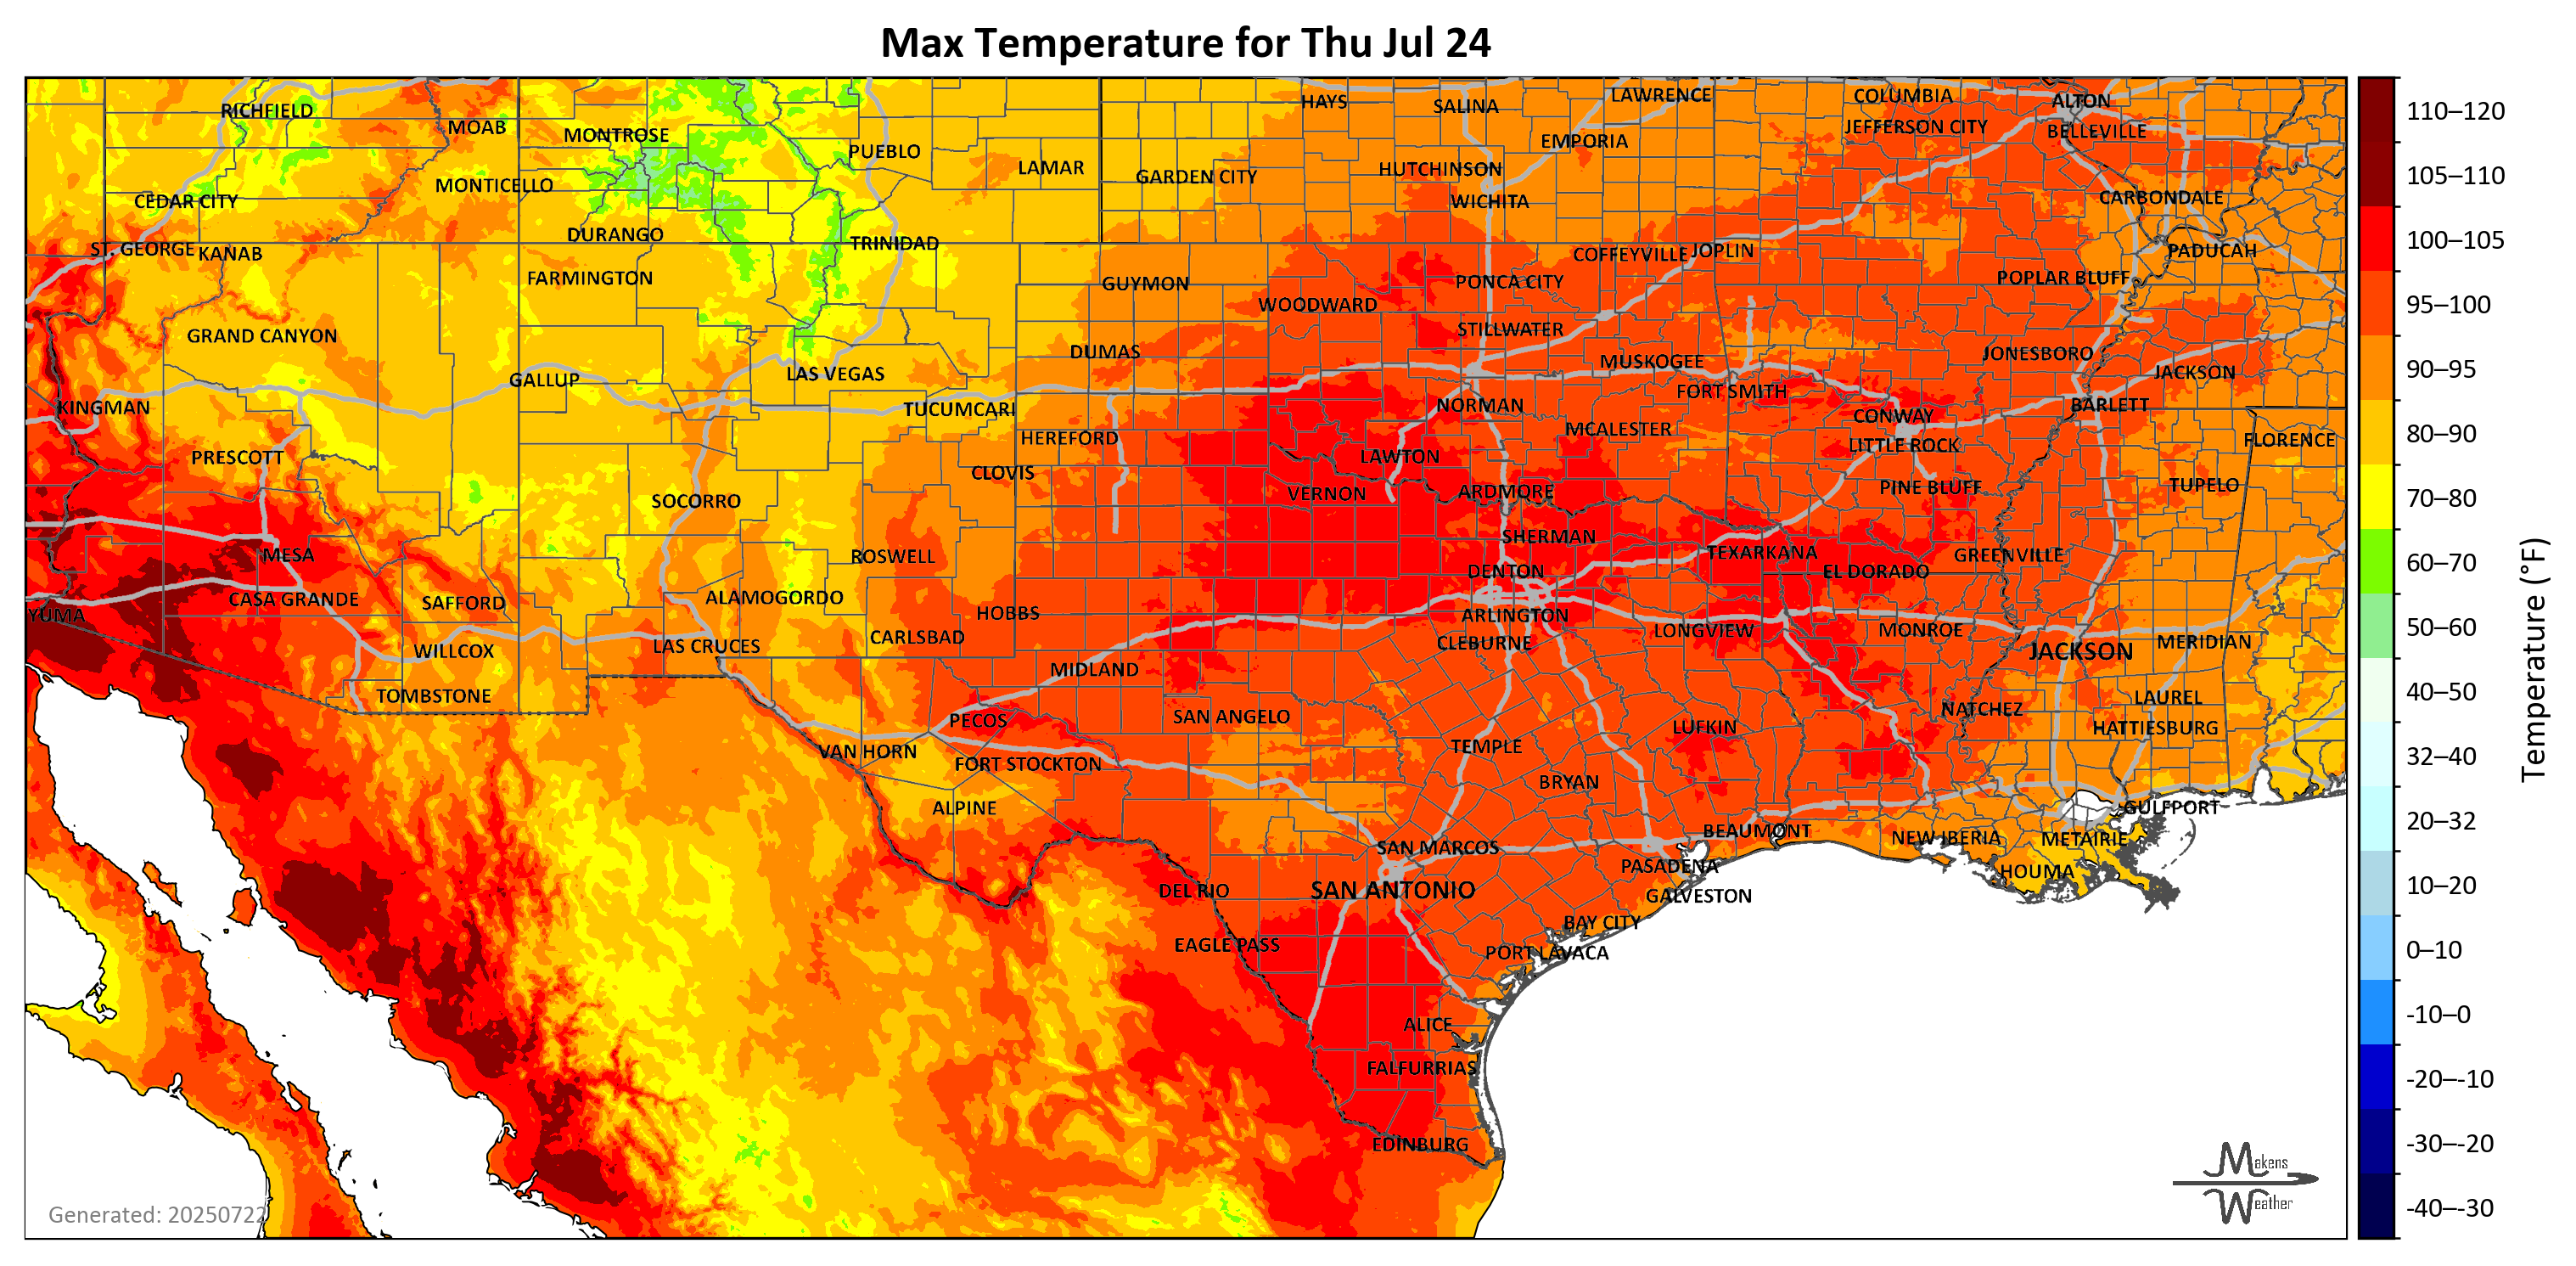 Max Temperature for Thu Jul 24
HAYS
SALINA
LAWRENCE
COLUMBIA
ALTON
RICHFIELD
MOAB
MONTROSE
PUEBLO
EMPORIA
JEFFERSON CITY
BELLEVILLE
LAMAR
GARDEN CITY
HUTCHINSON
MONTICELLO
CEDAR CITY
WICHITA
CARBONDALE
DURANGO
TRINIDAD
ST. GEORGE
KANAB
COFFEYVILLE
JOPLIN
PADUCAH
FARMINGTON
GUYMON
PONCA CITY
POPLAR BLUFF
WOODWARD
GRAND CANYON
STILLWATER
DUMAS
MUSKOGEE
JONESBORO
GALLUP
LAS VEGAS
FORT SMITH
JACKSON
KINGMAN
TUCUMCARI
NORMAN
CONWAY
BARLETT
HEREFORD
MCALESTER
LITTLE ROCK
FLORENCE
PRESCOTT
CLOVIS
LAWTON
SOCORRO
VERNON
ARDMORE
PINE BLUFF
TUPELO
MESA
ROSWELL
SHERMAN
TEXARKANA
GREENVILLE
DENTON
EL DORADO
CASA GRANDE
SAFFORD
ALAMOGORDO
HOBBS
YUMA
ARLINGTON
WILLCOX
LAS CRUCES
CARLSBAD
CLEBURNE
LONGVIEW
MONROE
JACKSON
MERIDIAN
MIDLAND
TOMBSTONE
LAUREL
PECOS
SAN ANGELO
NATCHEZ
LUFKIN
HATTIESBURG
VAN HORN
FORT STOCKTON
TEMPLE
BRYAN
ALPINE
GULFPORT
BEAUMONT
NEW IBERIA
METAIRIE
SAN MARCOS
PASADENA
HOUMA
DEL RIO
SAN ANTONIO
GALVESTON
BAY CITY
EAGLE PASS
PORT LAVACA
ALICE
FALFURRIAS
EDINBURG
Generated: 20250722
Makens
Weather
110–120
105–110
100–105
95–100
90–95
80–90
70–80
60–70
50–60
40–50
32–40
20–32
10–20
0–10
-10–0
-20–-10
-30–-20
-40–-30
Temperature (°F)